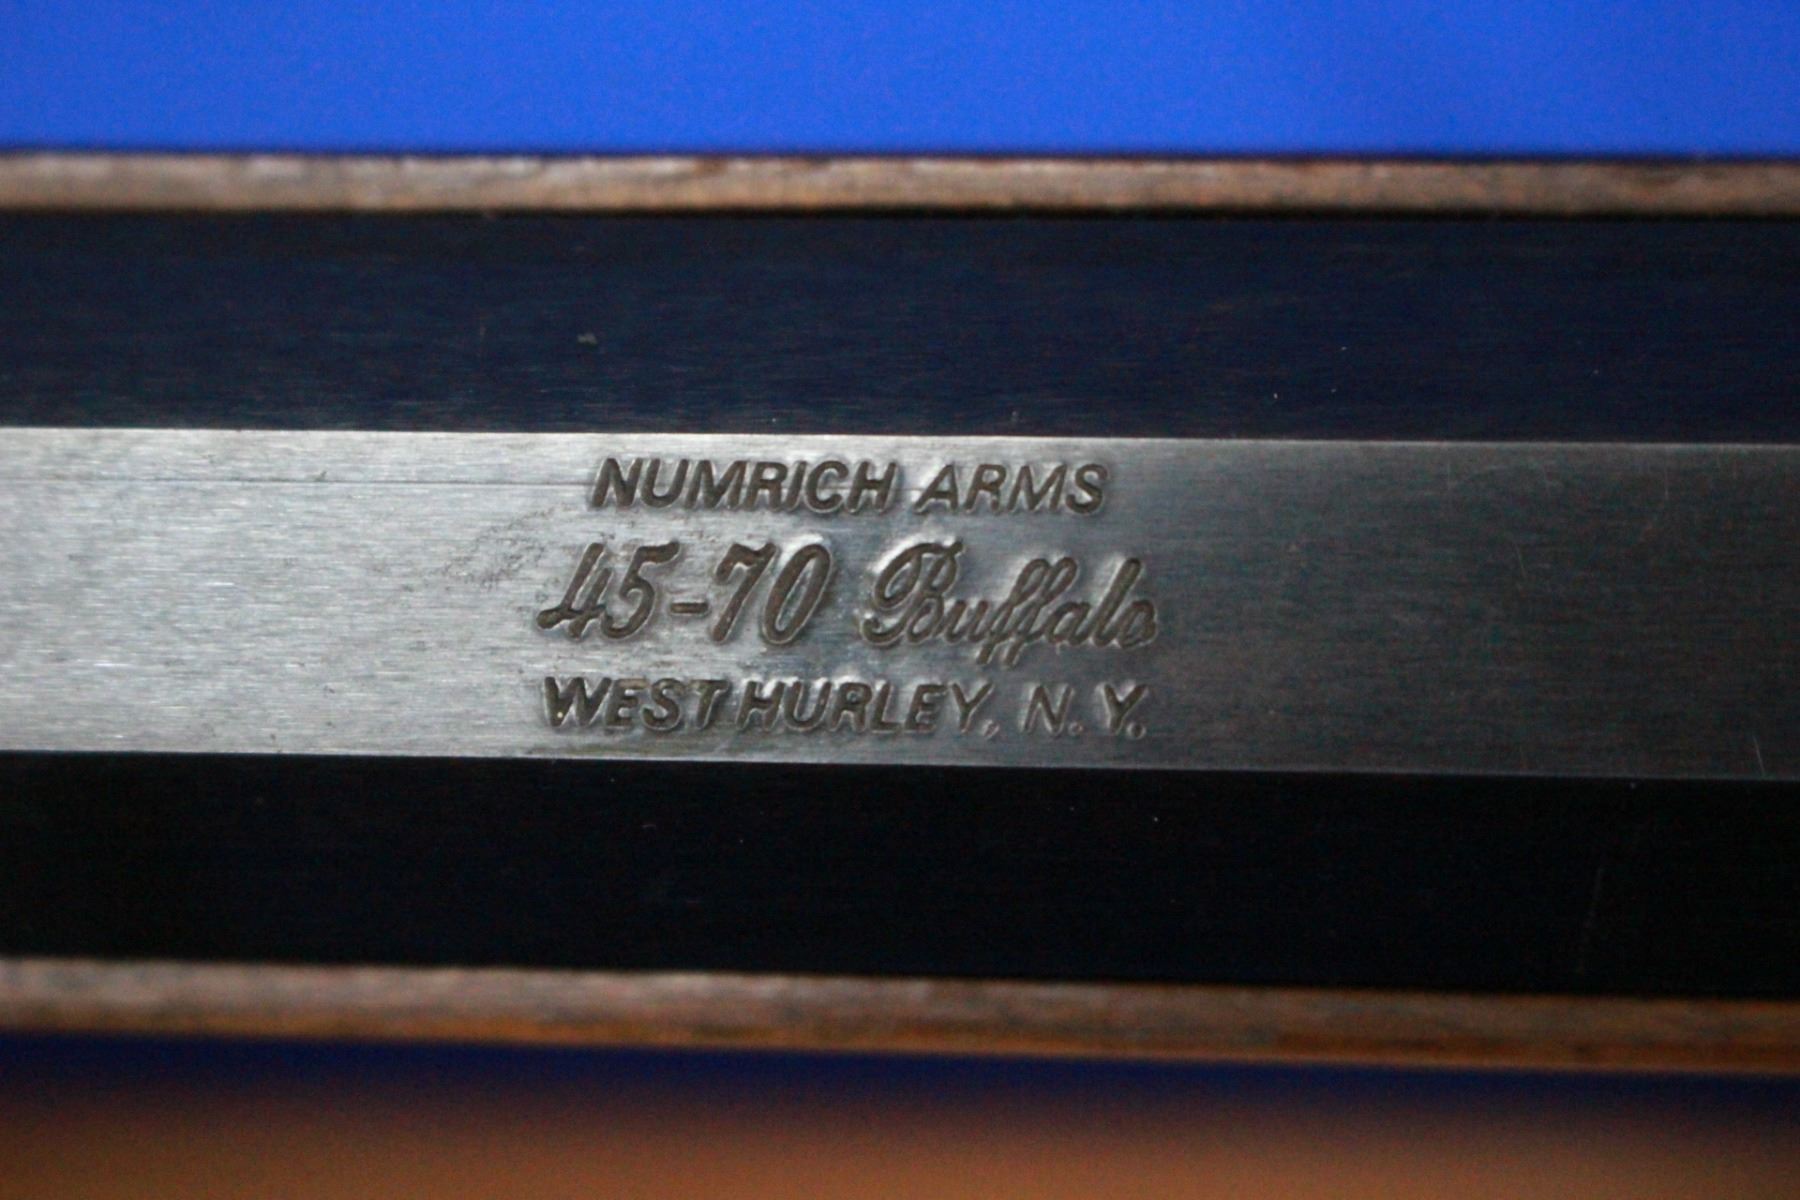 NUMRICH ARMS
45-70 Buffalo
WEST HURLEY, N. Y.